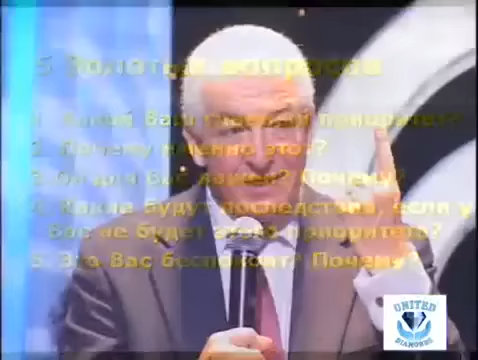 5 Золотых вопросов
1. Какой Ваш главный приоритет?
2. Почему именно этот?
3. Он для Вас важен? Почему?
4. Какие будут последствия, если у
Вас не будет этого приоритета?
5. Это Вас беспокоит? Почему?
UNITED
DIAMONDS